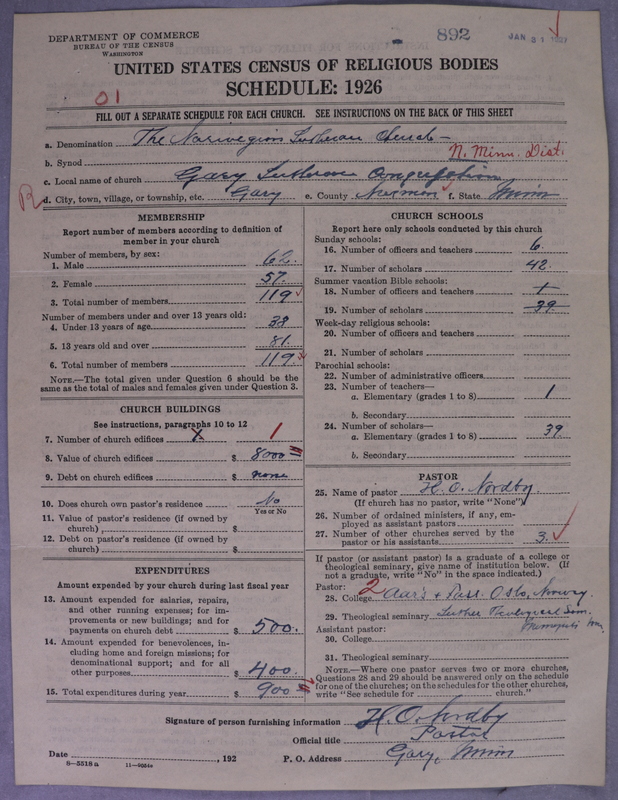 DEPARTMENT OF COMMERCE
BUREAU OF THE CENSUS
WASHINGTON
892
JAN 31 1927
UNITED STATES CENSUS OF RELIGIOUS BODIES
SCHEDULE: 1926
01
FILL OUT A SEPARATE SCHEDULE FOR EACH CHURCH. SEE INSTRUCTIONS ON THE BACK OF THIS SHEET
a. Denomination The Norwegian Lutheran Church
b. Synod N. Minn. Dist.
c. Local name of church Gary Lutheran Congregation
R
d. City, town, village, or township, etc. Gary e. County Norman f. State Minn
MEMBERSHIP
Report number of members according to definition of
member in your church
Number of members, by sex:
1. Male 62.
2. Female 57.
3. Total number of members 119
Number of members under and over 13 years old:
4. Under 13 years of age 38
5. 13 years old and over 81.
6. Total number of members 119
NOTE.—The total given under Question 6 should be the
same as the total of males and females given under Question 3.
CHURCH BUILDINGS
See instructions, paragraphs 10 to 12
7. Number of church edifices 1
8. Value of church edifices $ 8000
9. Debt on church edifices $ none
10. Does church own pastor's residence No
Yes or No
11. Value of pastor's residence (if owned by
church) $
12. Debt on pastor's residence (if owned by
church) $
EXPENDITURES
Amount expended by your church during last fiscal year
13. Amount expended for salaries, repairs,
and other running expenses; for im-
provements or new buildings; and for
payments on church debt $ 500.
14. Amount expended for benevolences, in-
cluding home and foreign missions; for
denominational support; and for all
other purposes $ 400.
15. Total expenditures during year $ 900
CHURCH SCHOOLS
Report here only schools conducted by this church
Sunday schools:
16. Number of officers and teachers 6.
17. Number of scholars 42.
Summer vacation Bible schools:
18. Number of officers and teachers 1
19. Number of scholars 39.
Week-day religious schools:
20. Number of officers and teachers
21. Number of scholars
Parochial schools:
22. Number of administrative officers
23. Number of teachers—
a. Elementary (grades 1 to 8) 1
b. Secondary
24. Number of scholars—
a. Elementary (grades 1 to 8) 39.
b. Secondary
PASTOR
25. Name of pastor H. O. Nordby.
(If church has no pastor, write "None")
26. Number of ordained ministers, if any, em-
ployed as assistant pastors
27. Number of other churches served by the
pastor or his assistants 3.
If pastor (or assistant pastor) is a graduate of a college or
theological seminary, give name of institution below. (If
not a graduate, write "No" in the space indicated.)
Pastor:
28. College 2 Aar's + Oslo, Norway.
29. Theological seminary Luther Theological Sem.
Assistant pastor:
30. College
31. Theological seminary
NOTE.—Where one pastor serves two or more churches,
Questions 28 and 29 should be answered only on the schedule
for one of the churches; on the schedules for the other churches,
write "See schedule for church."
Signature of person furnishing information H. O. Nordby
Official title Pastor
Date , 192 P. O. Address Gary, Minn
8—5518 a